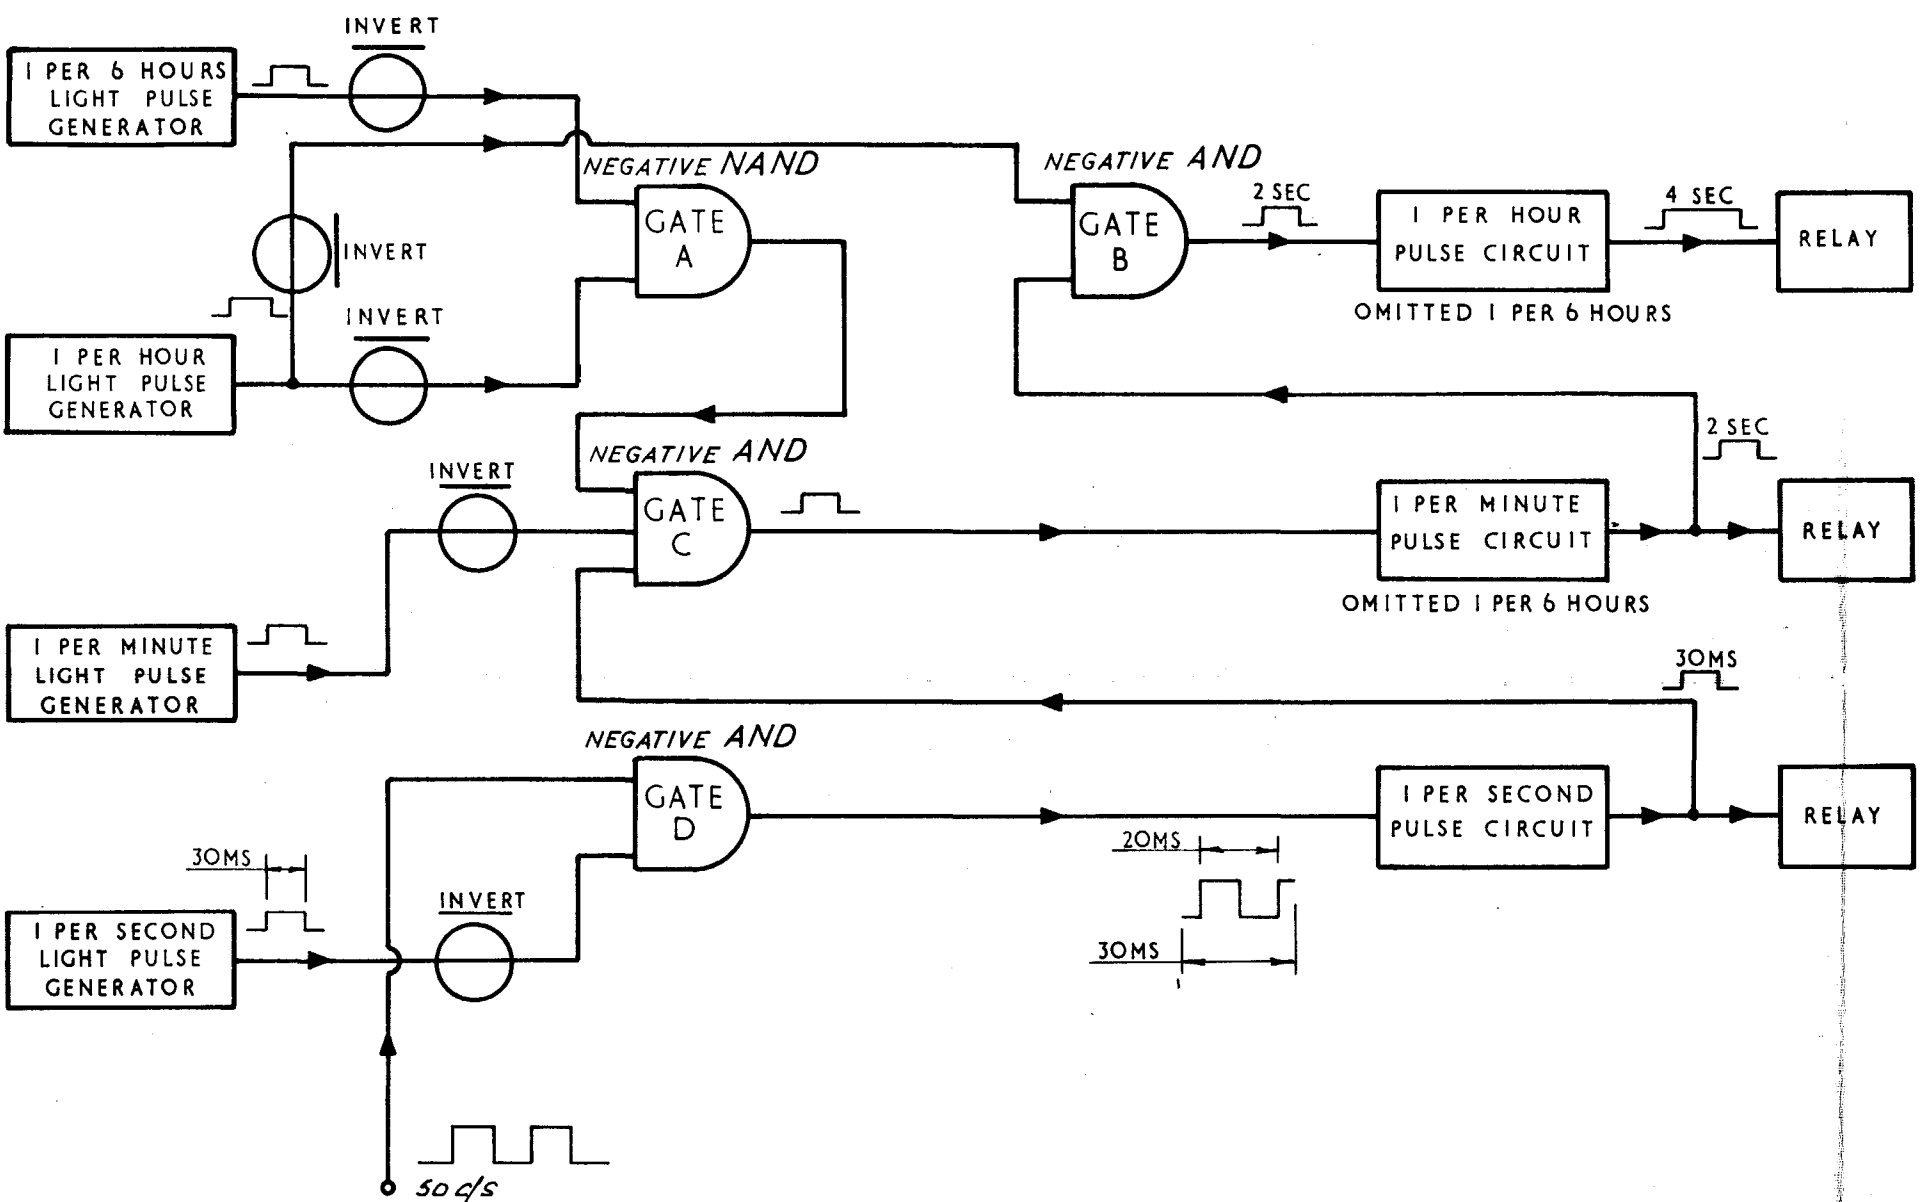 INVERT
I PER 6 HOURS
LIGHT PULSE
GENERATOR
NEGATIVE NAND
NEGATIVE AND
GATE
A
GATE
B
2 SEC
I PER HOUR
PULSE CIRCUIT
OMITTED I PER 6 HOURS
4 SEC
RELAY
INVERT
INVERT
I PER HOUR
LIGHT PULSE
GENERATOR
NEGATIVE AND
INVERT
GATE
C
2 SEC
I PER MINUTE
PULSE CIRCUIT
OMITTED I PER 6 HOURS
RELAY
I PER MINUTE
LIGHT PULSE
GENERATOR
30MS
NEGATIVE AND
GATE
D
I PER SECOND
PULSE CIRCUIT
RELAY
20MS
30MS
30MS
INVERT
I PER SECOND
LIGHT PULSE
GENERATOR
50 c/s